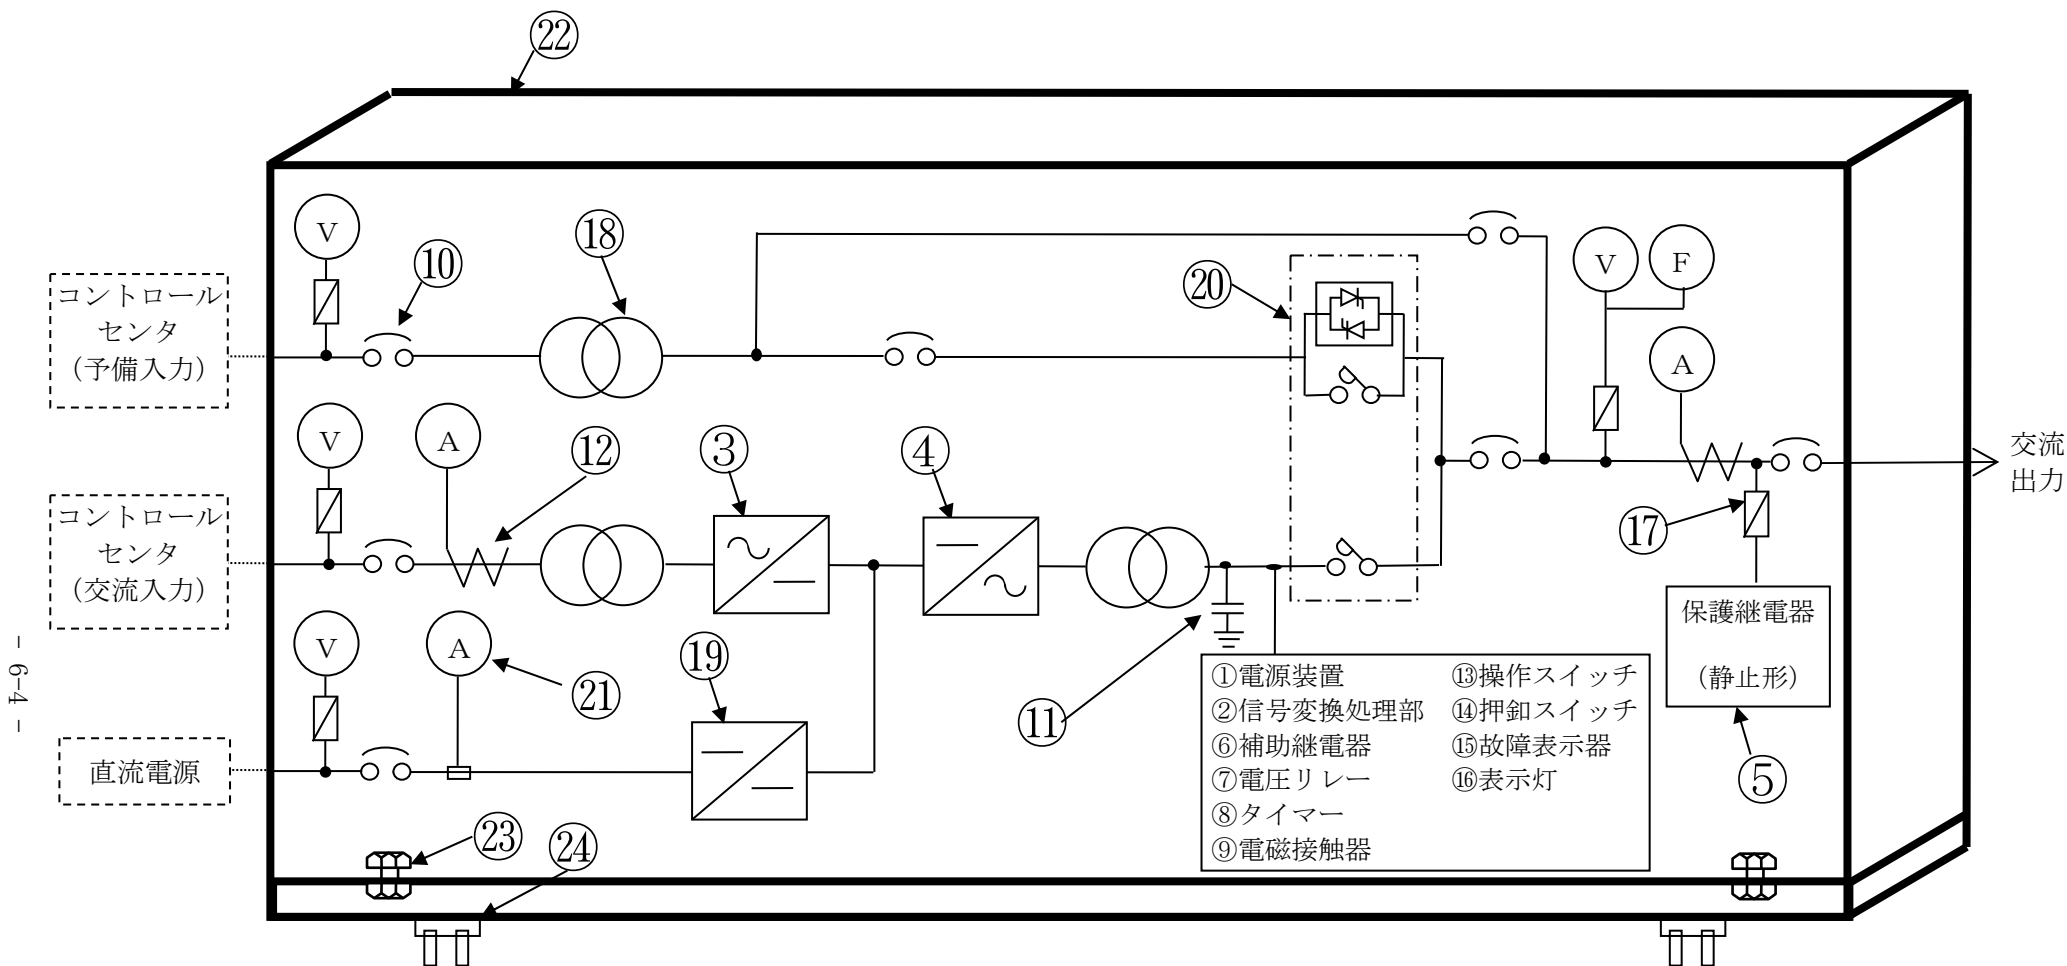 ㉒
V
⑩
⑱
コントロール
センタ
(予備入力)
⑳
V
F
A
V
A
⑫
③
④
コントロール
センタ
(交流入力)
交流
出力
⑰
保護継電器
(静止形)
⑤
V
A
㉑
⑲
⑪
直流電源
①電源装置
②信号変換処理部
⑥補助継電器
⑦電圧リレー
⑧タイマー
⑨電磁接触器
⑬操作スイッチ
⑭押釦スイッチ
⑮故障表示器
⑯表示灯
㉓
㉔
- 6-4 -